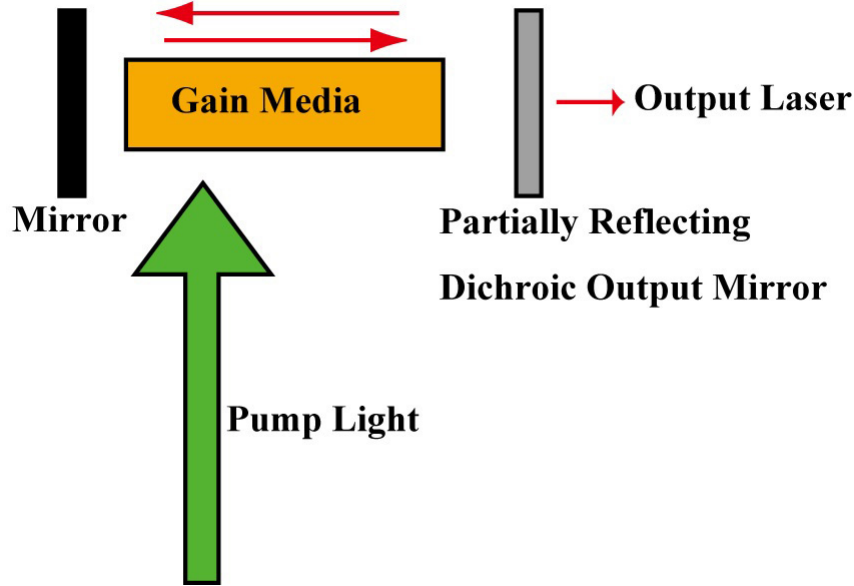 Gain Media
Output Laser
Mirror
Partially Reflecting
Dichroic Output Mirror
Pump Light